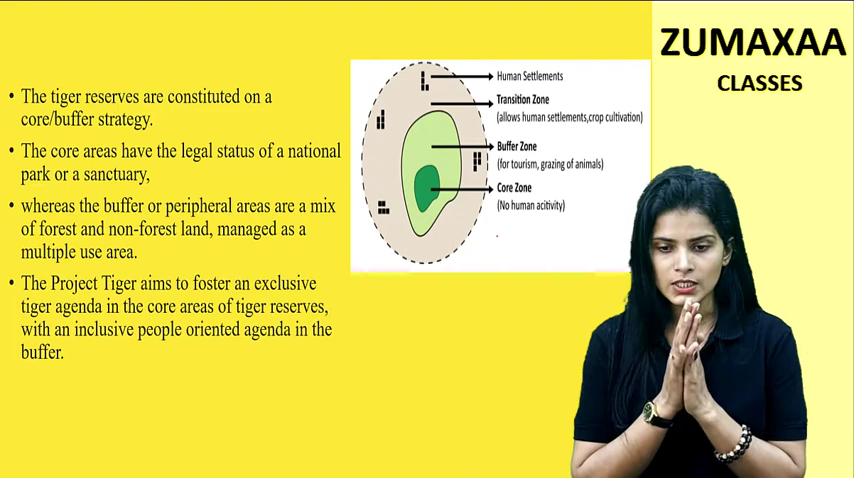 ZUMAXAA
CLASSES
• The tiger reserves are constituted on a
core/buffer strategy.
• The core areas have the legal status of a national
park or a sanctuary,
• whereas the buffer or peripheral areas are a mix
of forest and non-forest land, managed as a
multiple use area.
• The Project Tiger aims to foster an exclusive
tiger agenda in the core areas of tiger reserves,
with an inclusive people oriented agenda in the
buffer.
Human Settlements
Transition Zone
(allows human settlements,crop cultivation)
Buffer Zone
(for tourism, grazing of animals)
Core Zone
(No human acitivity)